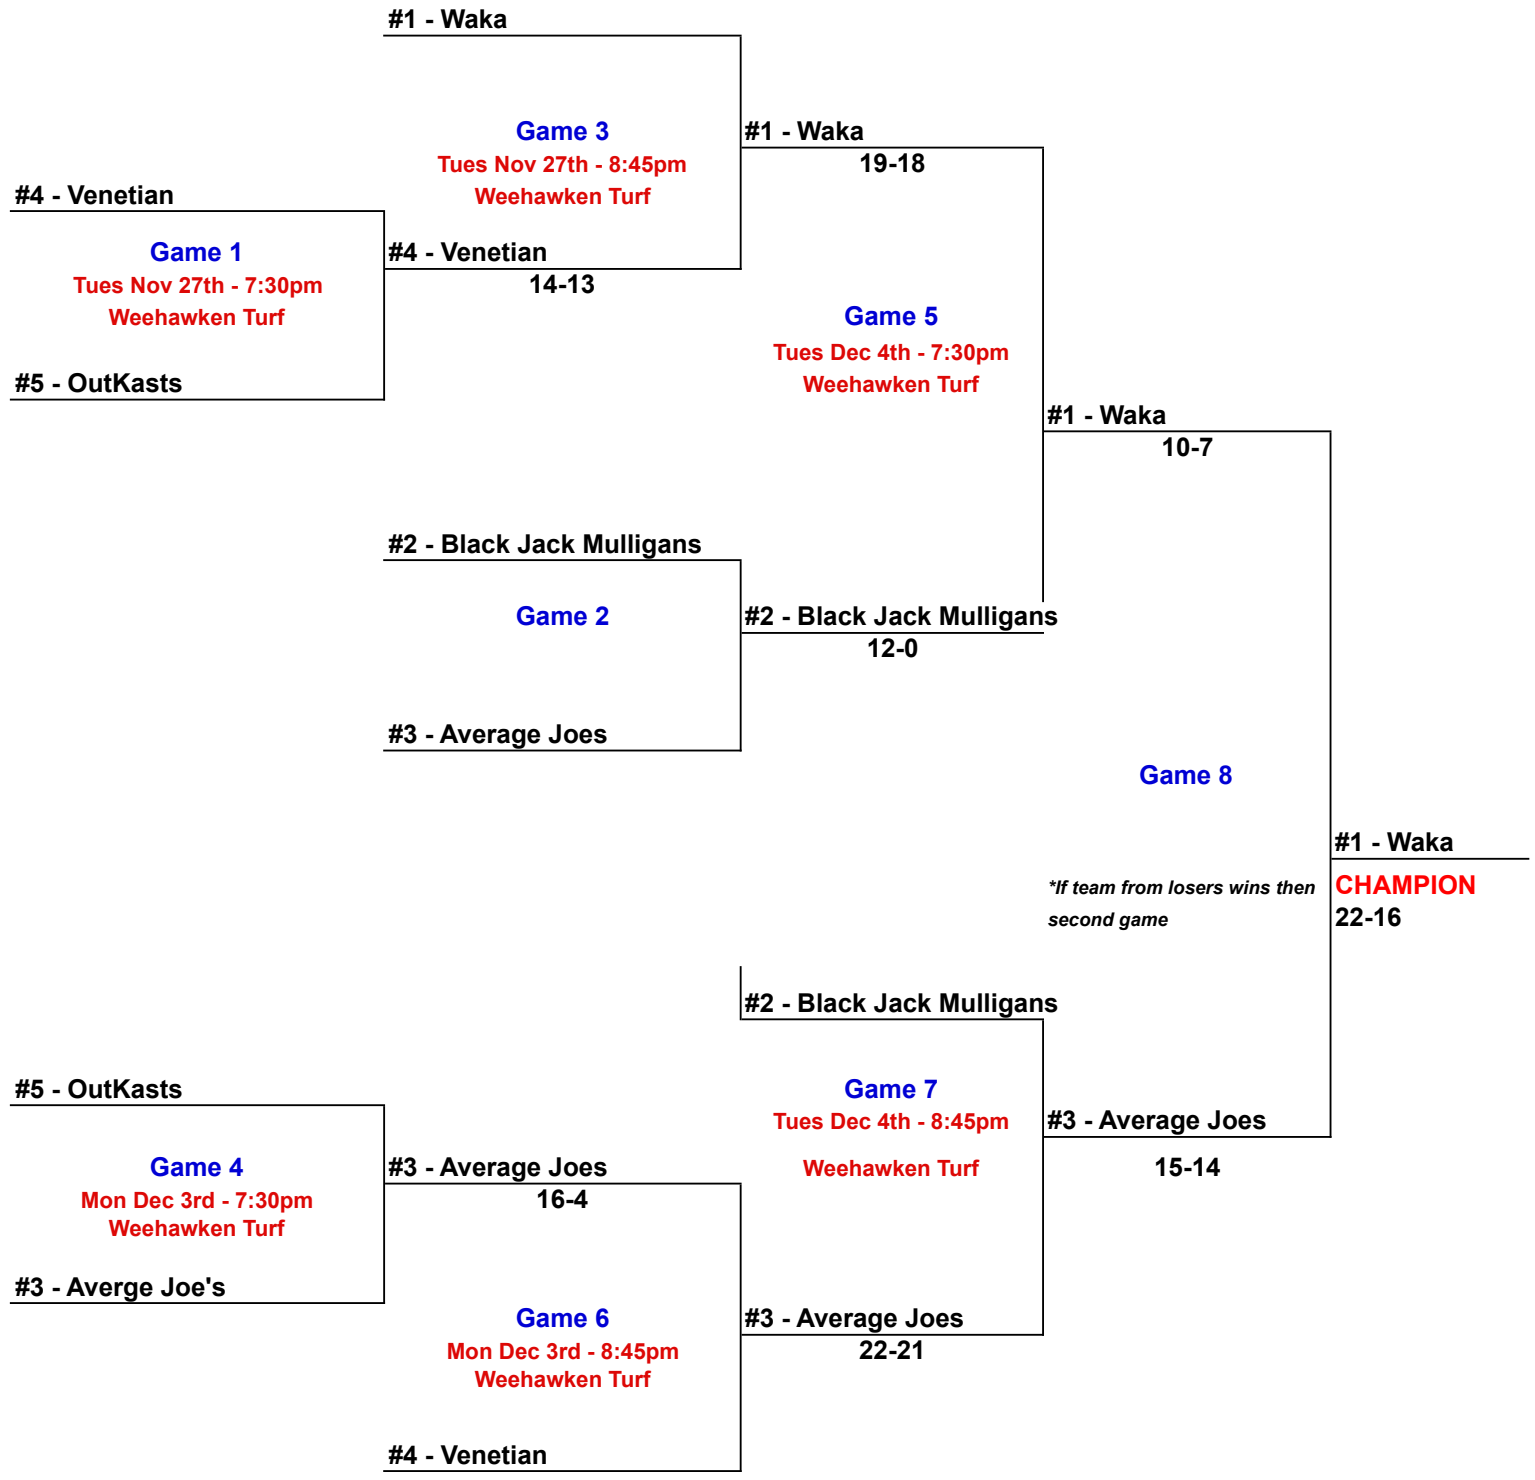 #1 - Waka
Game 3
#1 - Waka
Tues Nov 27th - 8:45pm
19-18
#4 - Venetian
Weehawken Turf
Game 1
#4 - Venetian
Tues Nov 27th - 7:30pm
14-13
Weehawken Turf
Game 5
Tues Dec 4th - 7:30pm
#5 - OutKasts
Weehawken Turf
#1 - Waka
10-7
#2 - Black Jack Mulligans
Game 2
#2 - Black Jack Mulligans
12-0
#3 - Average Joes
Game 8
#1 - Waka
*If team from losers wins then
CHAMPION
second game
22-16
#2 - Black Jack Mulligans
#5 - OutKasts
Game 7
Tues Dec 4th - 8:45pm
#3 - Average Joes
Game 4
#3 - Average Joes
Weehawken Turf
15-14
Mon Dec 3rd - 7:30pm
16-4
Weehawken Turf
#3 - Averge Joe's
Game 6
#3 - Average Joes
Mon Dec 3rd - 8:45pm
22-21
Weehawken Turf
#4 - Venetian